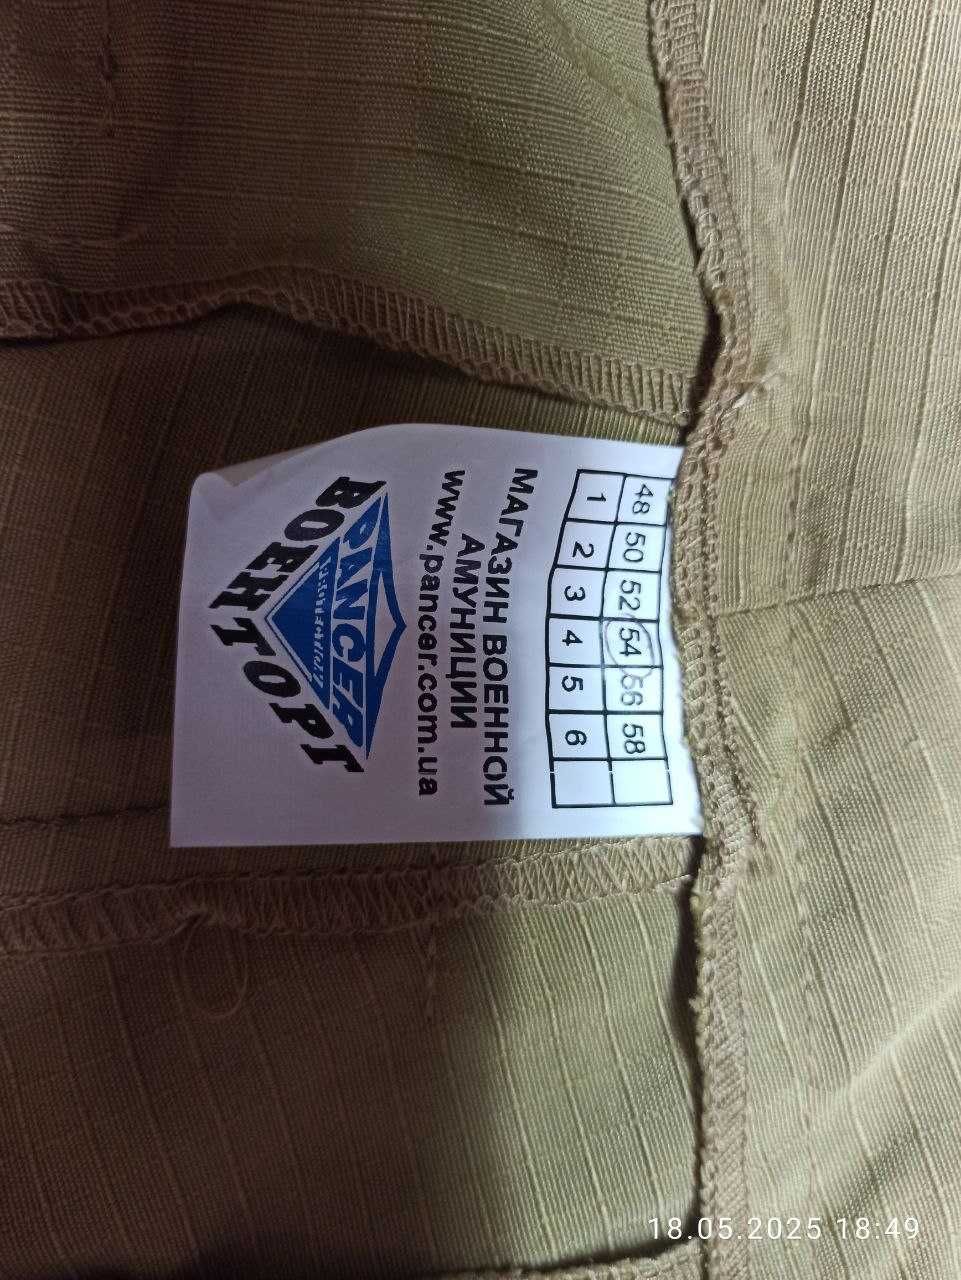 48 50 52 54 56 58
1 2 3 4 5 6
МАГАЗИН ВОЕННОЙ
АМУНИЦИИ
www.pancer.com.ua
PANCER
ВОЕНТОРГ
18.05.2025 18:49